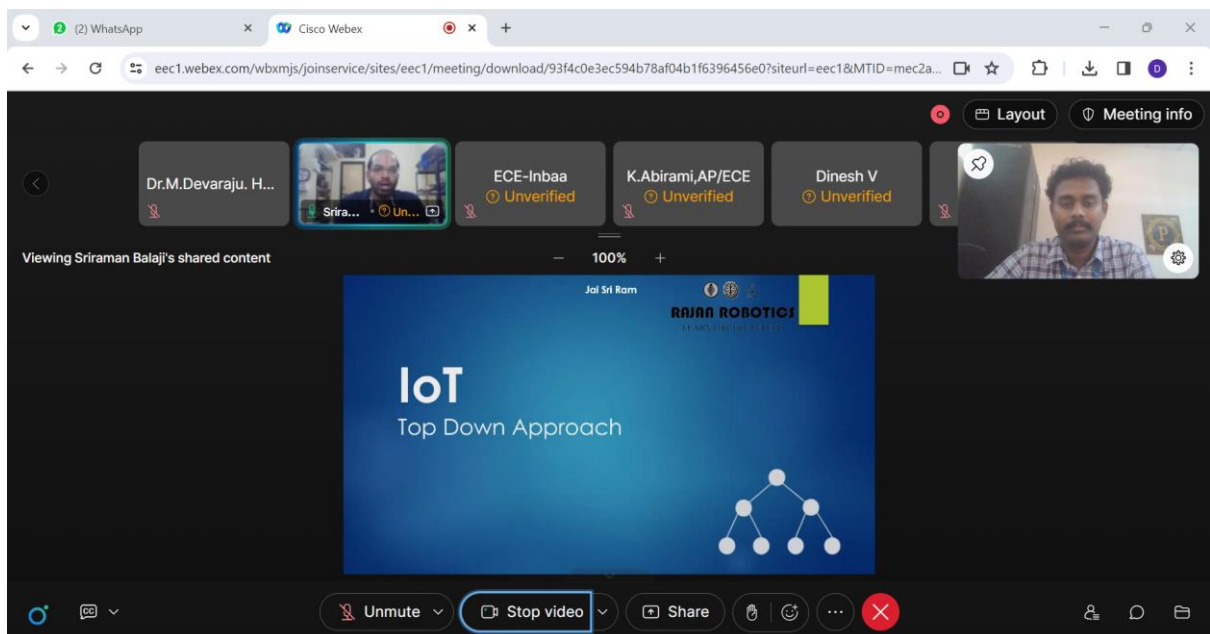 (2) WhatsApp
Cisco Webex
eec1.webex.com/wbxmjs/joinservice/sites/eec1/meeting/download/93f4c0e3ec594b78af04b1f6396456e0?siteurl=eec1&MTID=mec2a...
D
Layout
Meeting info
Dr.M.Devaraju. H...
Srira...
Un...
ECE-Inbaa
Unverified
K.Abirami,AP/ECE
Unverified
Dinesh V
Unverified
P
Viewing Sriraman Balaji's shared content
100%
Jai Sri Ram
RAJAN ROBOTICS
IoT
Top Down Approach
CC
Unmute
Stop video
Share